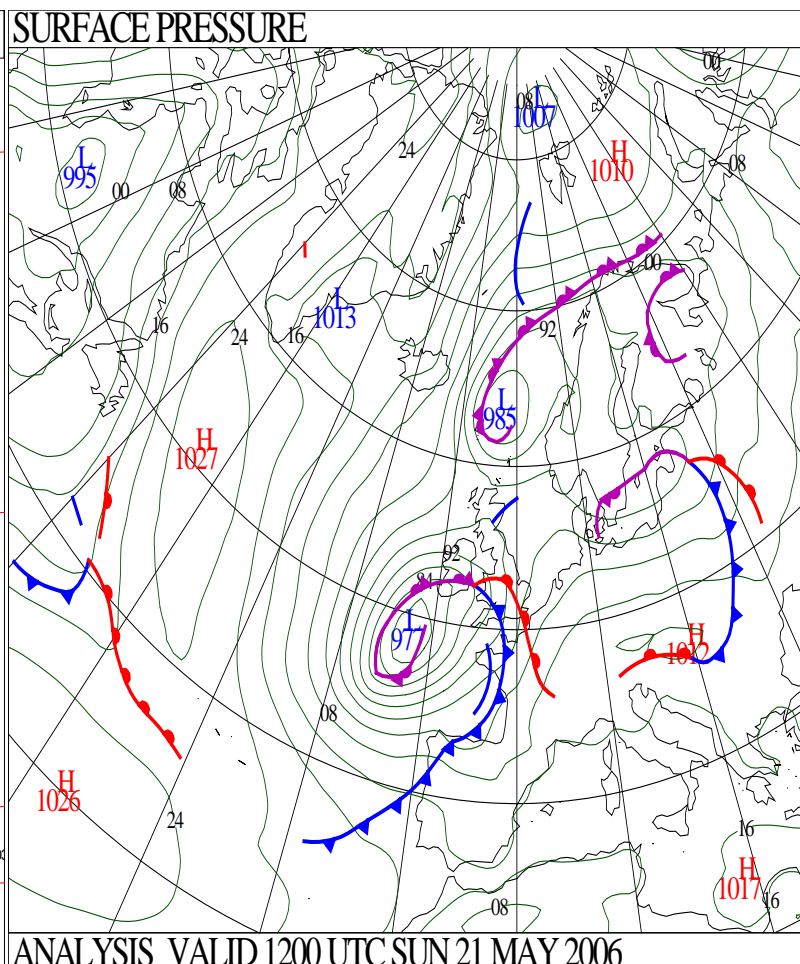 SURFACE PRESSURE
00
08
L
1007
H
1010
24
L
995
00
08
08
00
L
1013
16
24
16
92
L
985
H
1027
92
84
L
977
H
1012
08
H
1026
24
16
H
1017
16
08
ANALYSIS VALID 1200 UTC SUN 21 MAY 2006